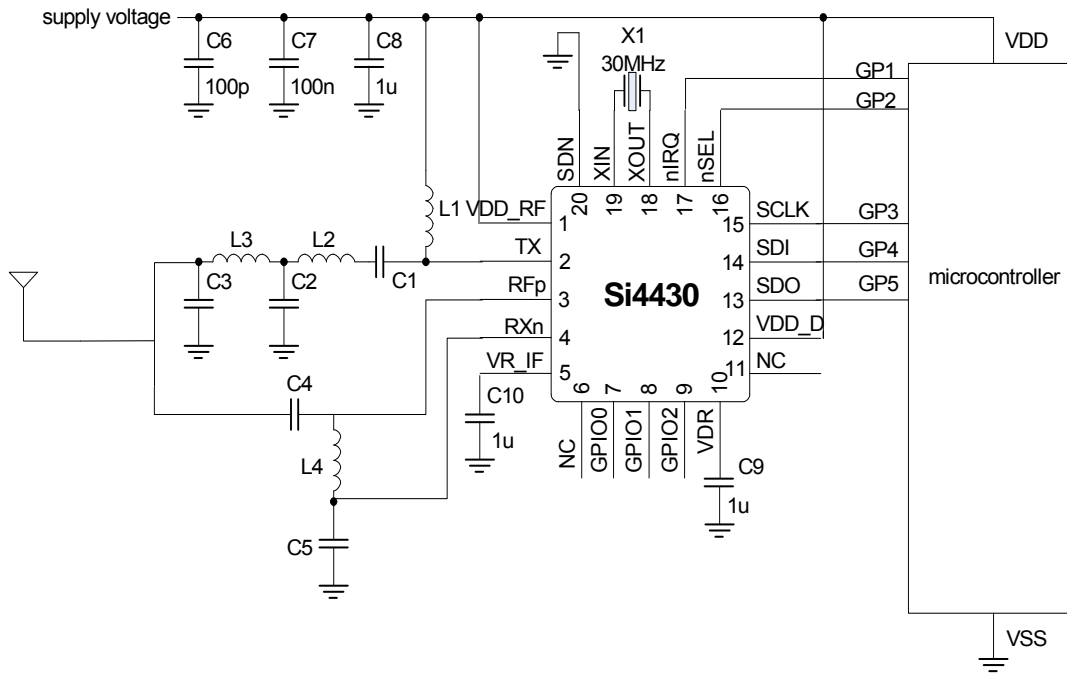 supply voltage
C6
100p
C7
100n
C8
1u
X1
30MHz
VDD
GP1
GP2
SDN
XIN
XOUT
nIRQ
nSEL
20
19
18
17
16
L1
VDD_RF
1
15
SCLK
GP3
L3
L2
TX
2
14
SDI
GP4
C3
C2
C1
RFp
3
Si4430
13
SDO
GP5
microcontroller
RXn
4
12
VDD_D
VR_IF
5
11
NC
C4
C10
1u
6
7
8
9
10
NC
GPIO0
GPIO1
GPIO2
VDR
L4
C9
1u
C5
VSS